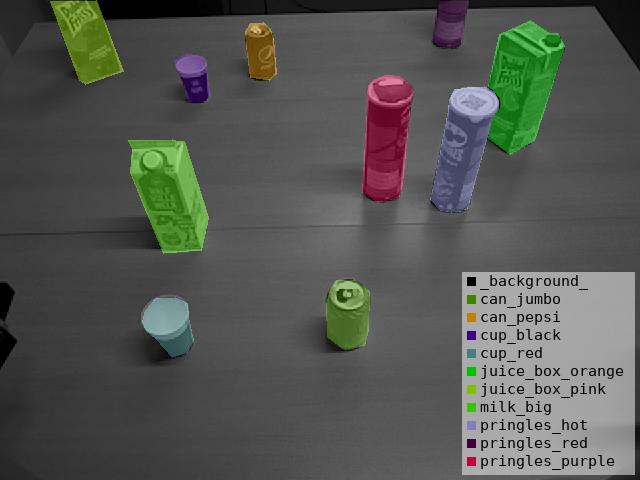 _background_
can_jumbo
can_pepsi
cup_black
cup_red
juice_box_orange
juice_box_pink
milk_big
pringles_hot
pringles_red
pringles_purple